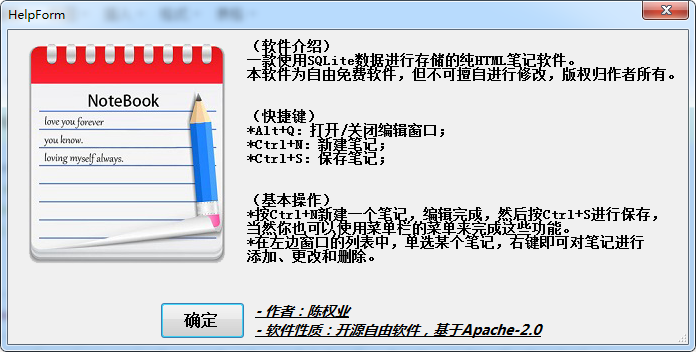 HelpForm
NoteBook
love you forever
you know.
loving myself always.
（软件介绍）
一款使用SQLite数据进行存储的纯HTML笔记软件。
本软件为自由免费软件，但不可擅自进行修改，版权归作者所有。
（快捷键）
*Alt+Q：打开/关闭编辑窗口；
*Ctrl+N：新建笔记；
*Ctrl+S：保存笔记；
（基本操作）
*按Ctrl+N新建一个笔记，编辑完成，然后按Ctrl+S进行保存，
当然你也可以使用菜单栏的菜单来完成这些功能。
*在左边窗口的列表中，单选某个笔记，右键即可对笔记进行
添加、更改和删除。
确定
- 作者：陈权业
- 软件性质：开源自由软件，基于Apache-2.0